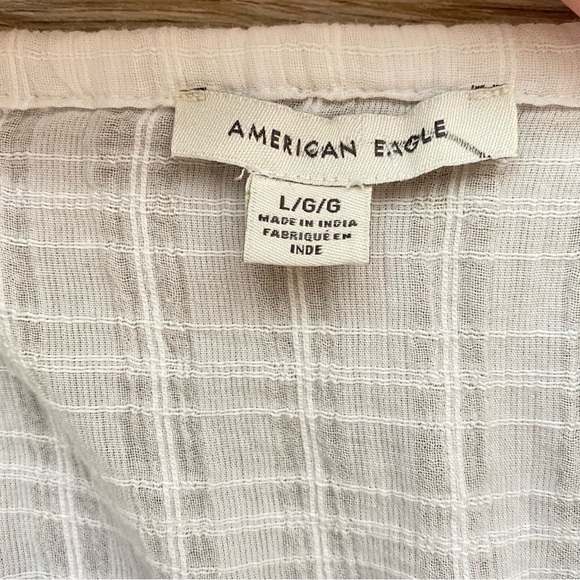 AMERICAN EAGLE
L/G/G
MADE IN INDIA
FABRIQUÉ EN
INDE